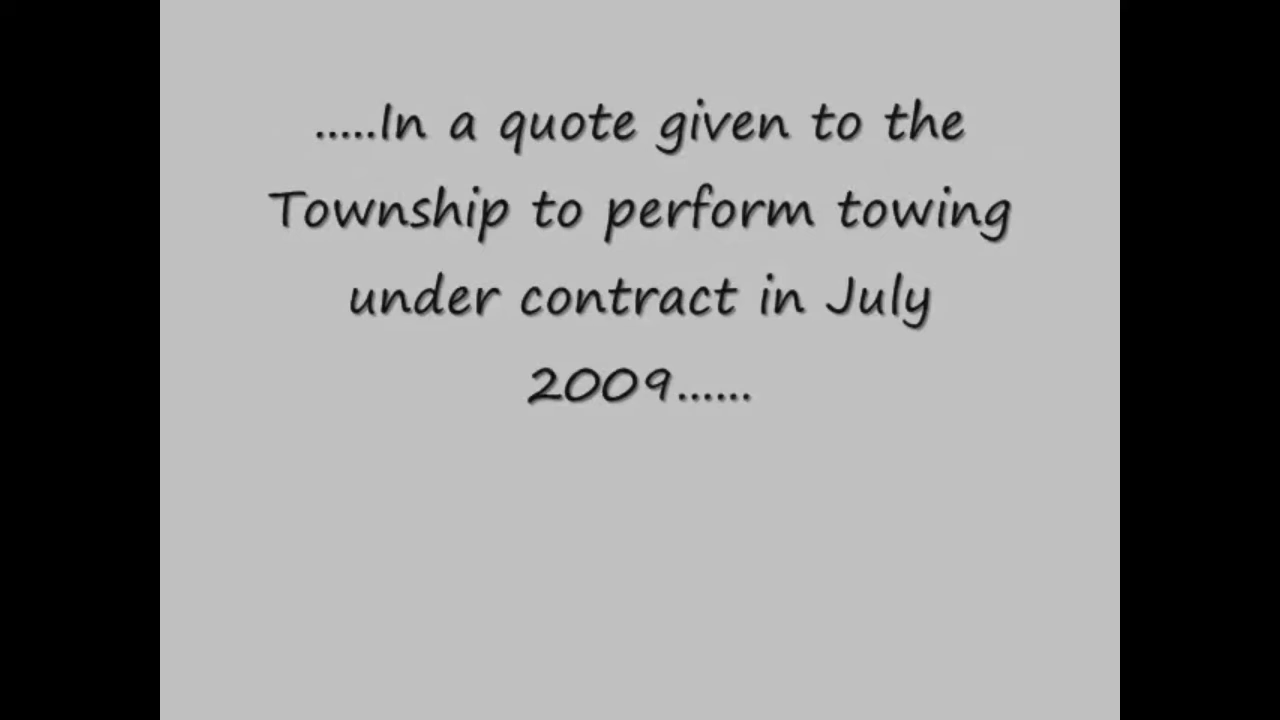 .....In a quote given to the
Township to perform towing
under contract in July
2009......